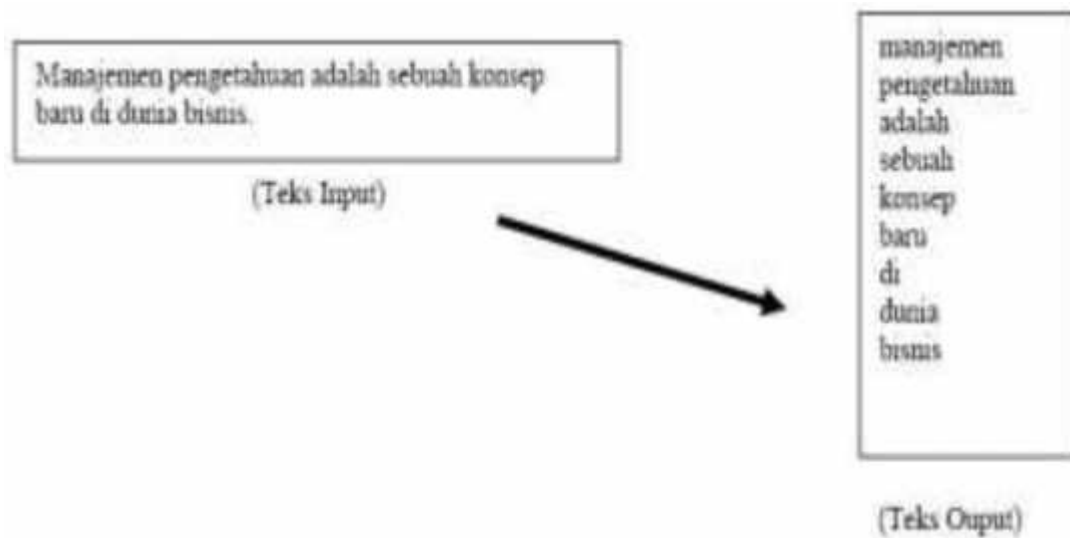 Manajemen pengetahuan adalah sebuah konsep
baru di dunia bisnis.
(Teks Input)
manajemen
pengetahuan
adalah
sebuah
konsep
baru
di
dunia
bisnis
(Teks Ouput)